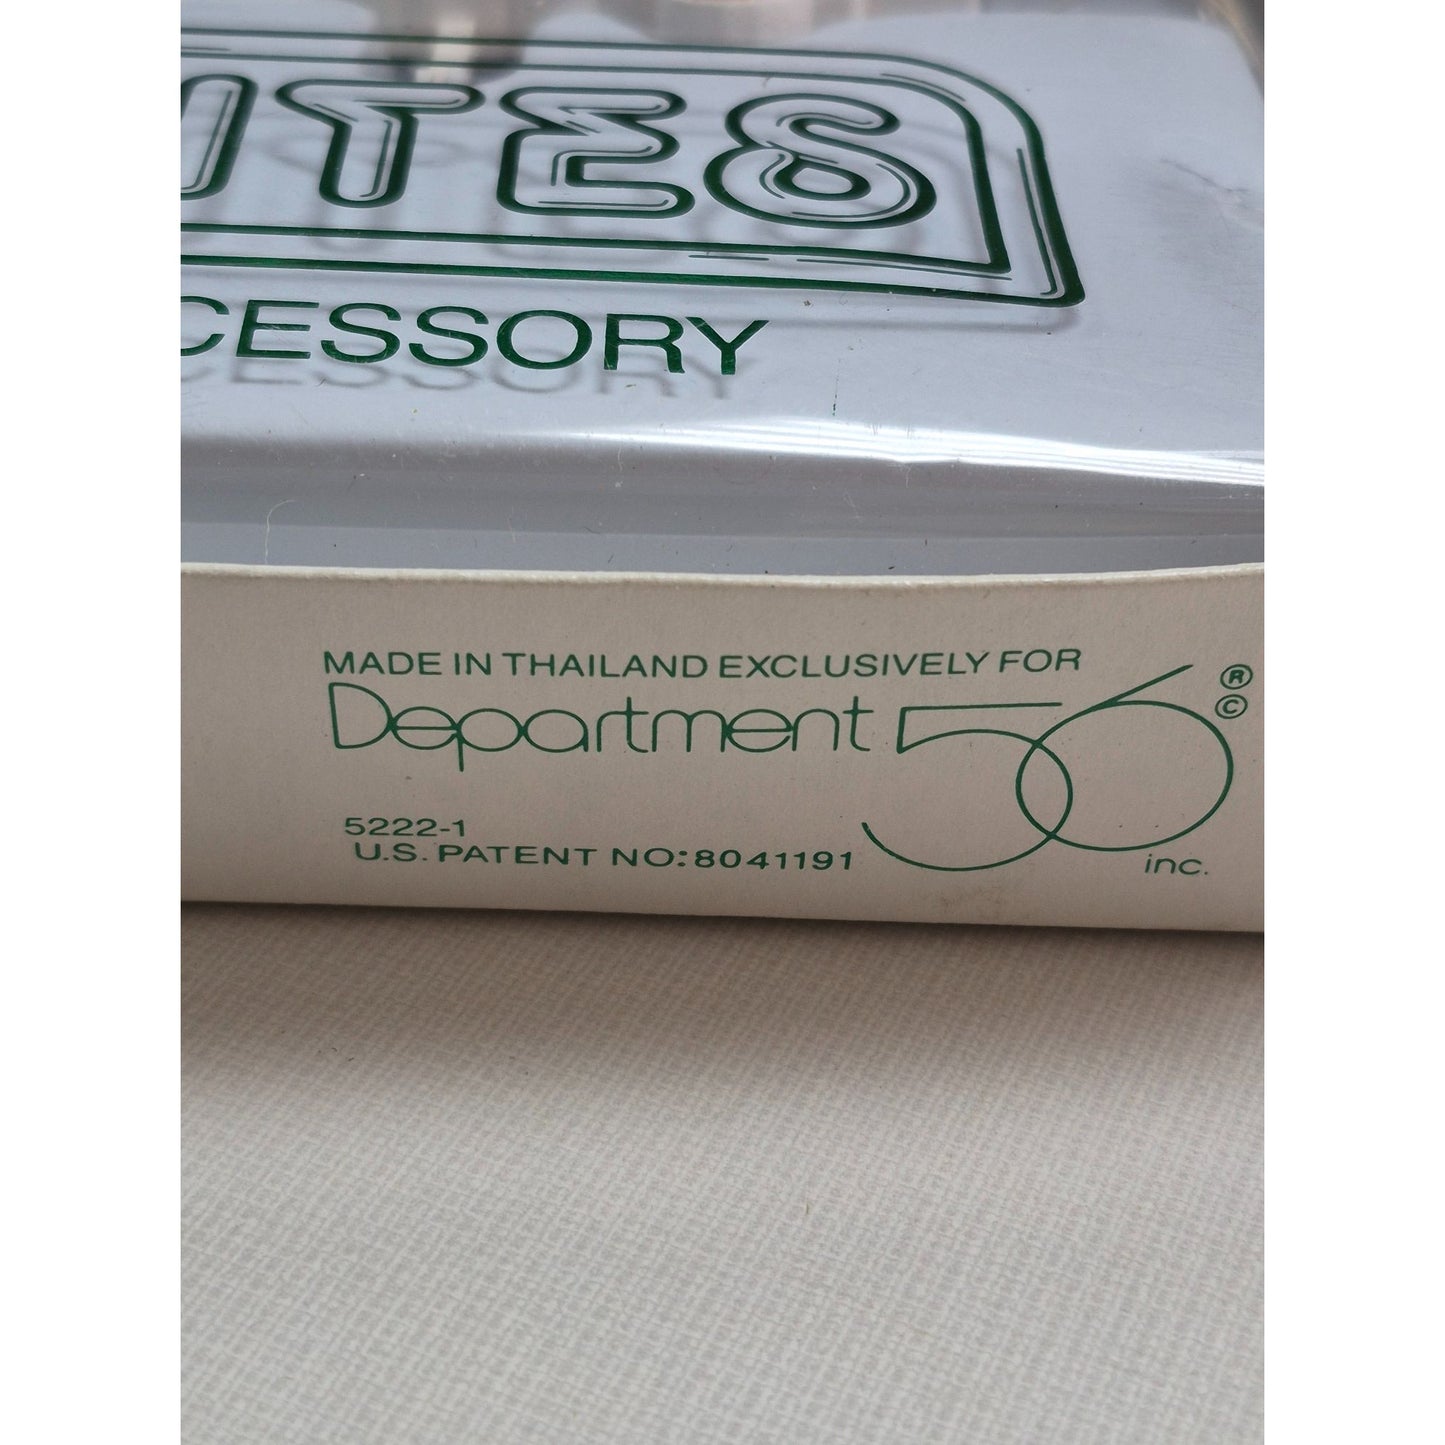 ITES
CESSORY
MADE IN THAILAND EXCLUSIVELY FOR
Department 56 ® ©
inc.
5222-1
U.S. PATENT NO:8041191